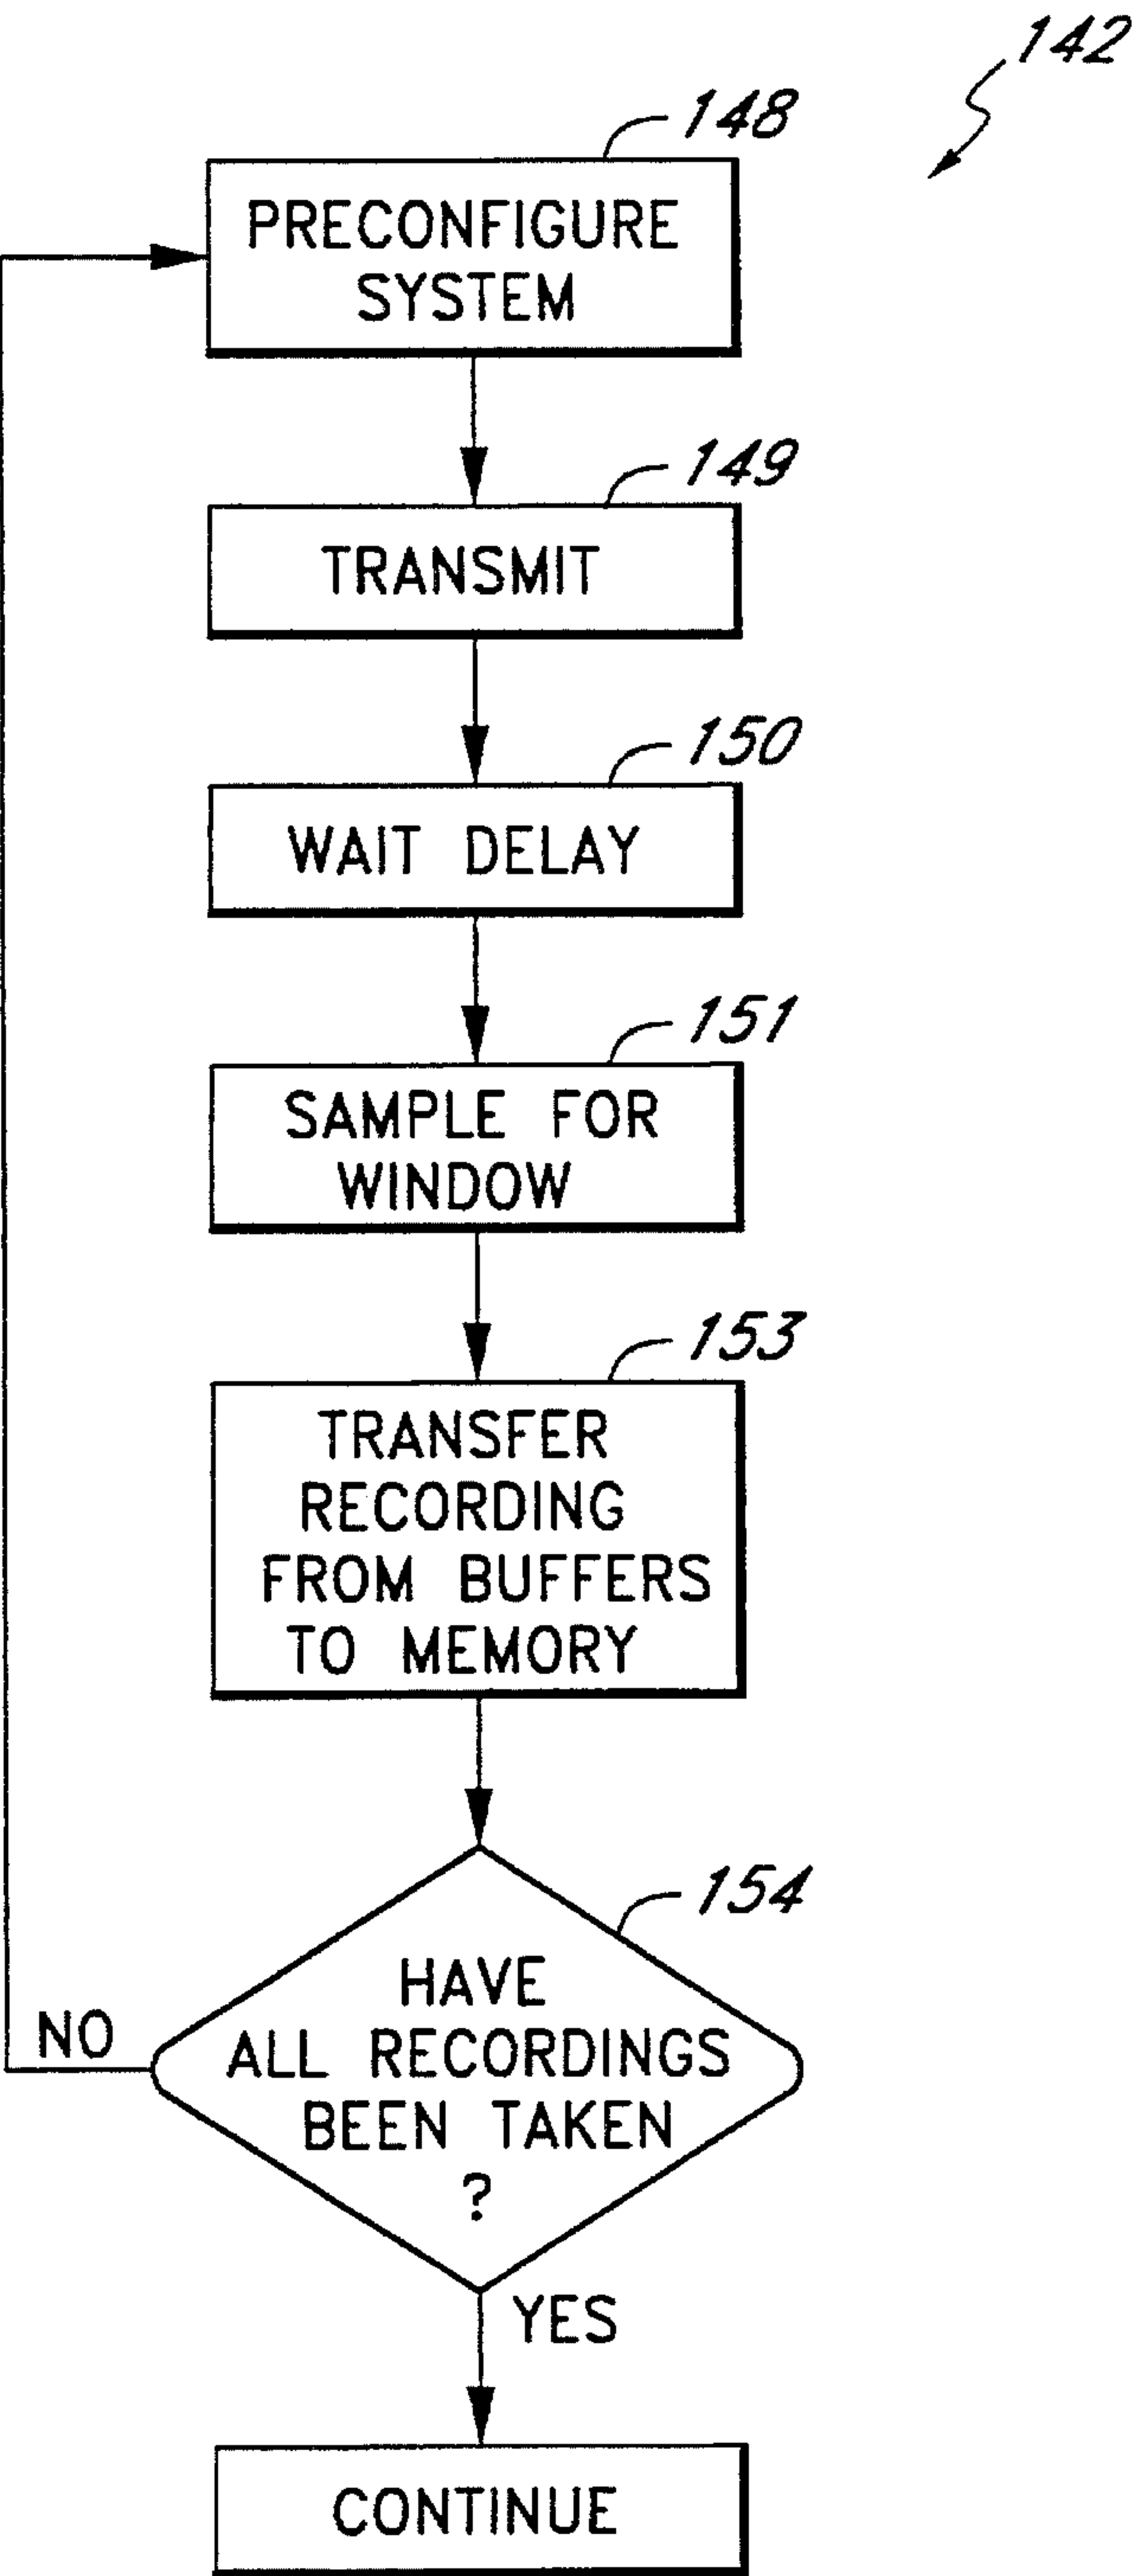 142
148
PRECONFIGURE
SYSTEM
149
TRANSMIT
150
WAIT DELAY
151
SAMPLE FOR
WINDOW
153
TRANSFER
RECORDING
FROM BUFFERS
TO MEMORY
154
HAVE
ALL RECORDINGS
BEEN TAKEN
?
NO
YES
CONTINUE